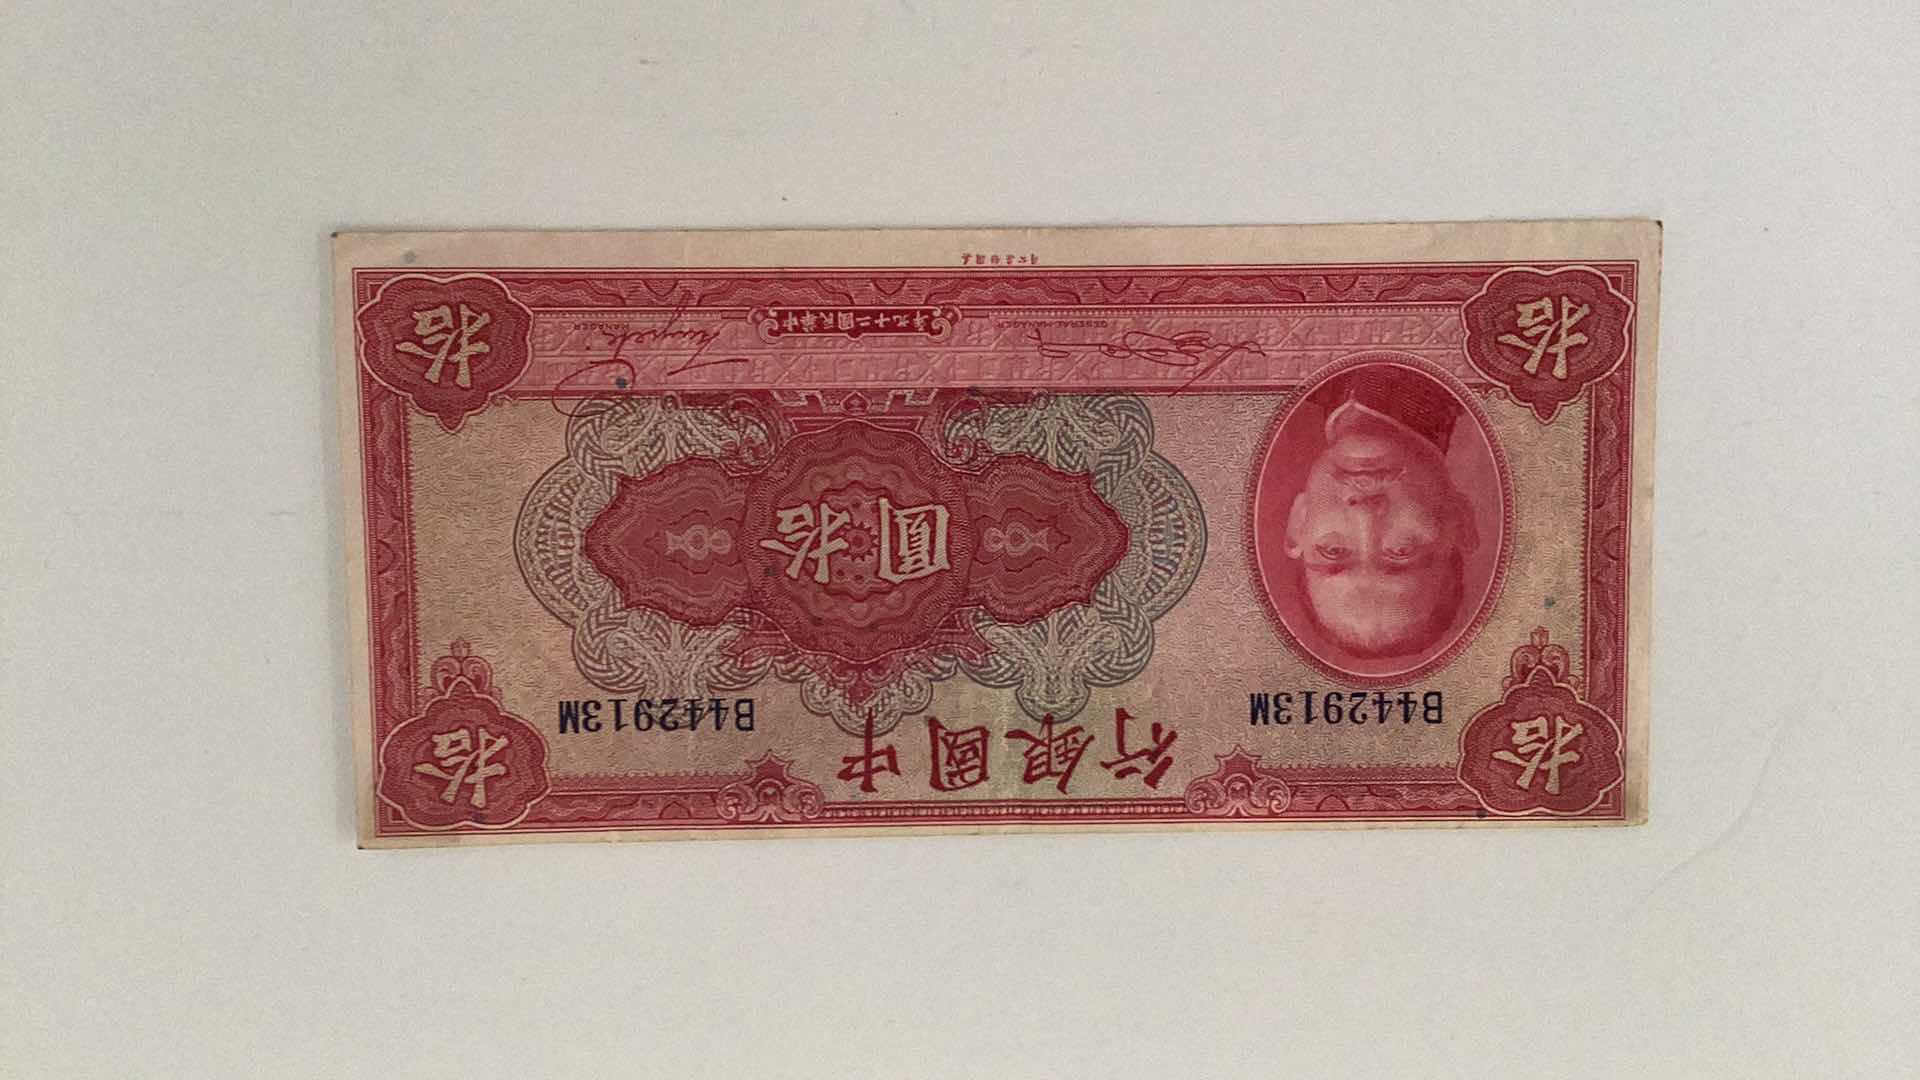 中國銀行
B442913M B442913M
拾 拾
拾圓
GENERAL MANAGER
中華民國二十九年
MANAGER
拾 拾